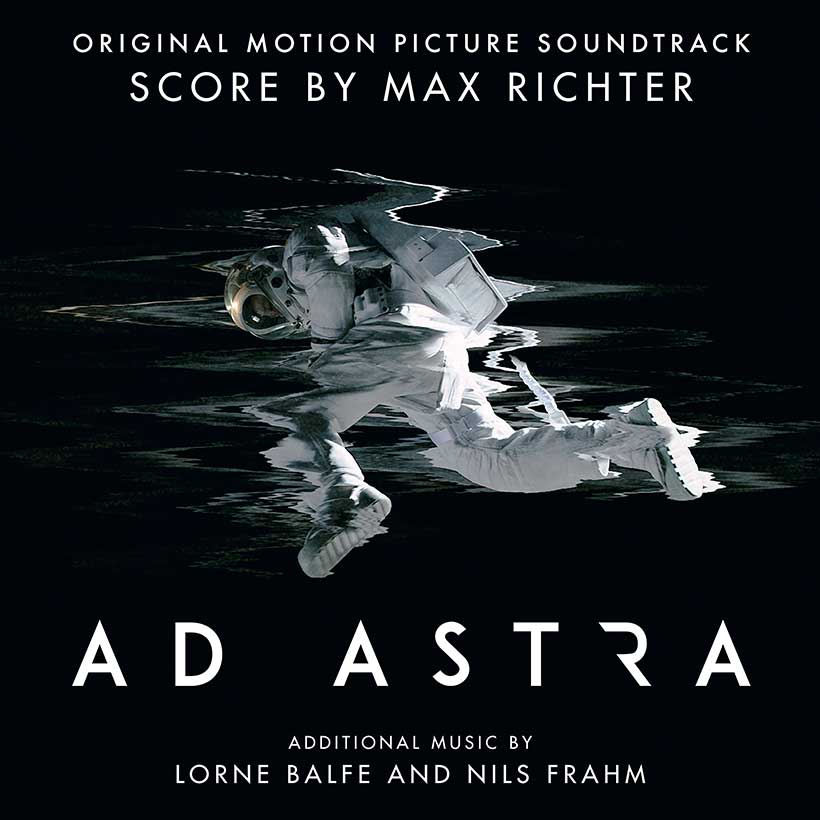 ORIGINAL MOTION PICTURE SOUNDTRACK
SCORE BY MAX RICHTER
AD ASTRA
ADDITIONAL MUSIC BY
LORNE BALFE AND NILS FRAHM